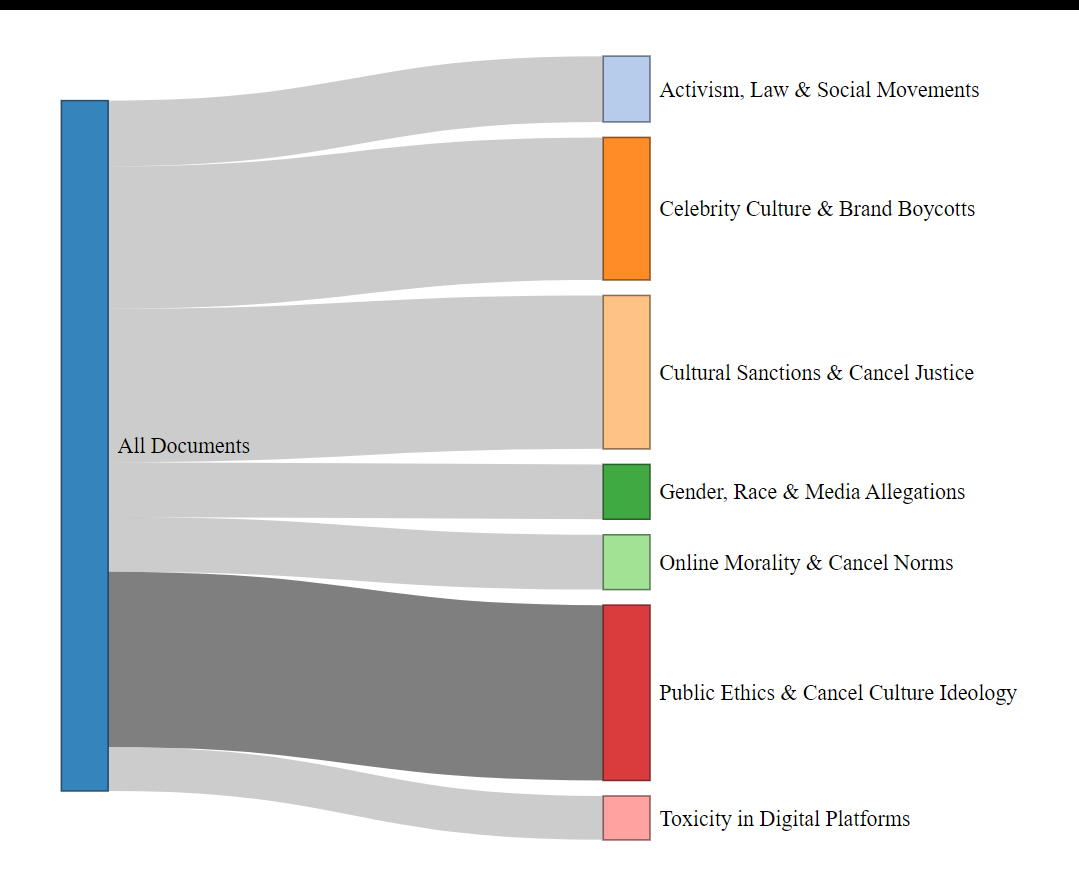 Activism, Law & Social Movements
Celebrity Culture & Brand Boycotts
Cultural Sanctions & Cancel Justice
All Documents
Gender, Race & Media Allegations
Online Morality & Cancel Norms
Public Ethics & Cancel Culture Ideology
Toxicity in Digital Platforms